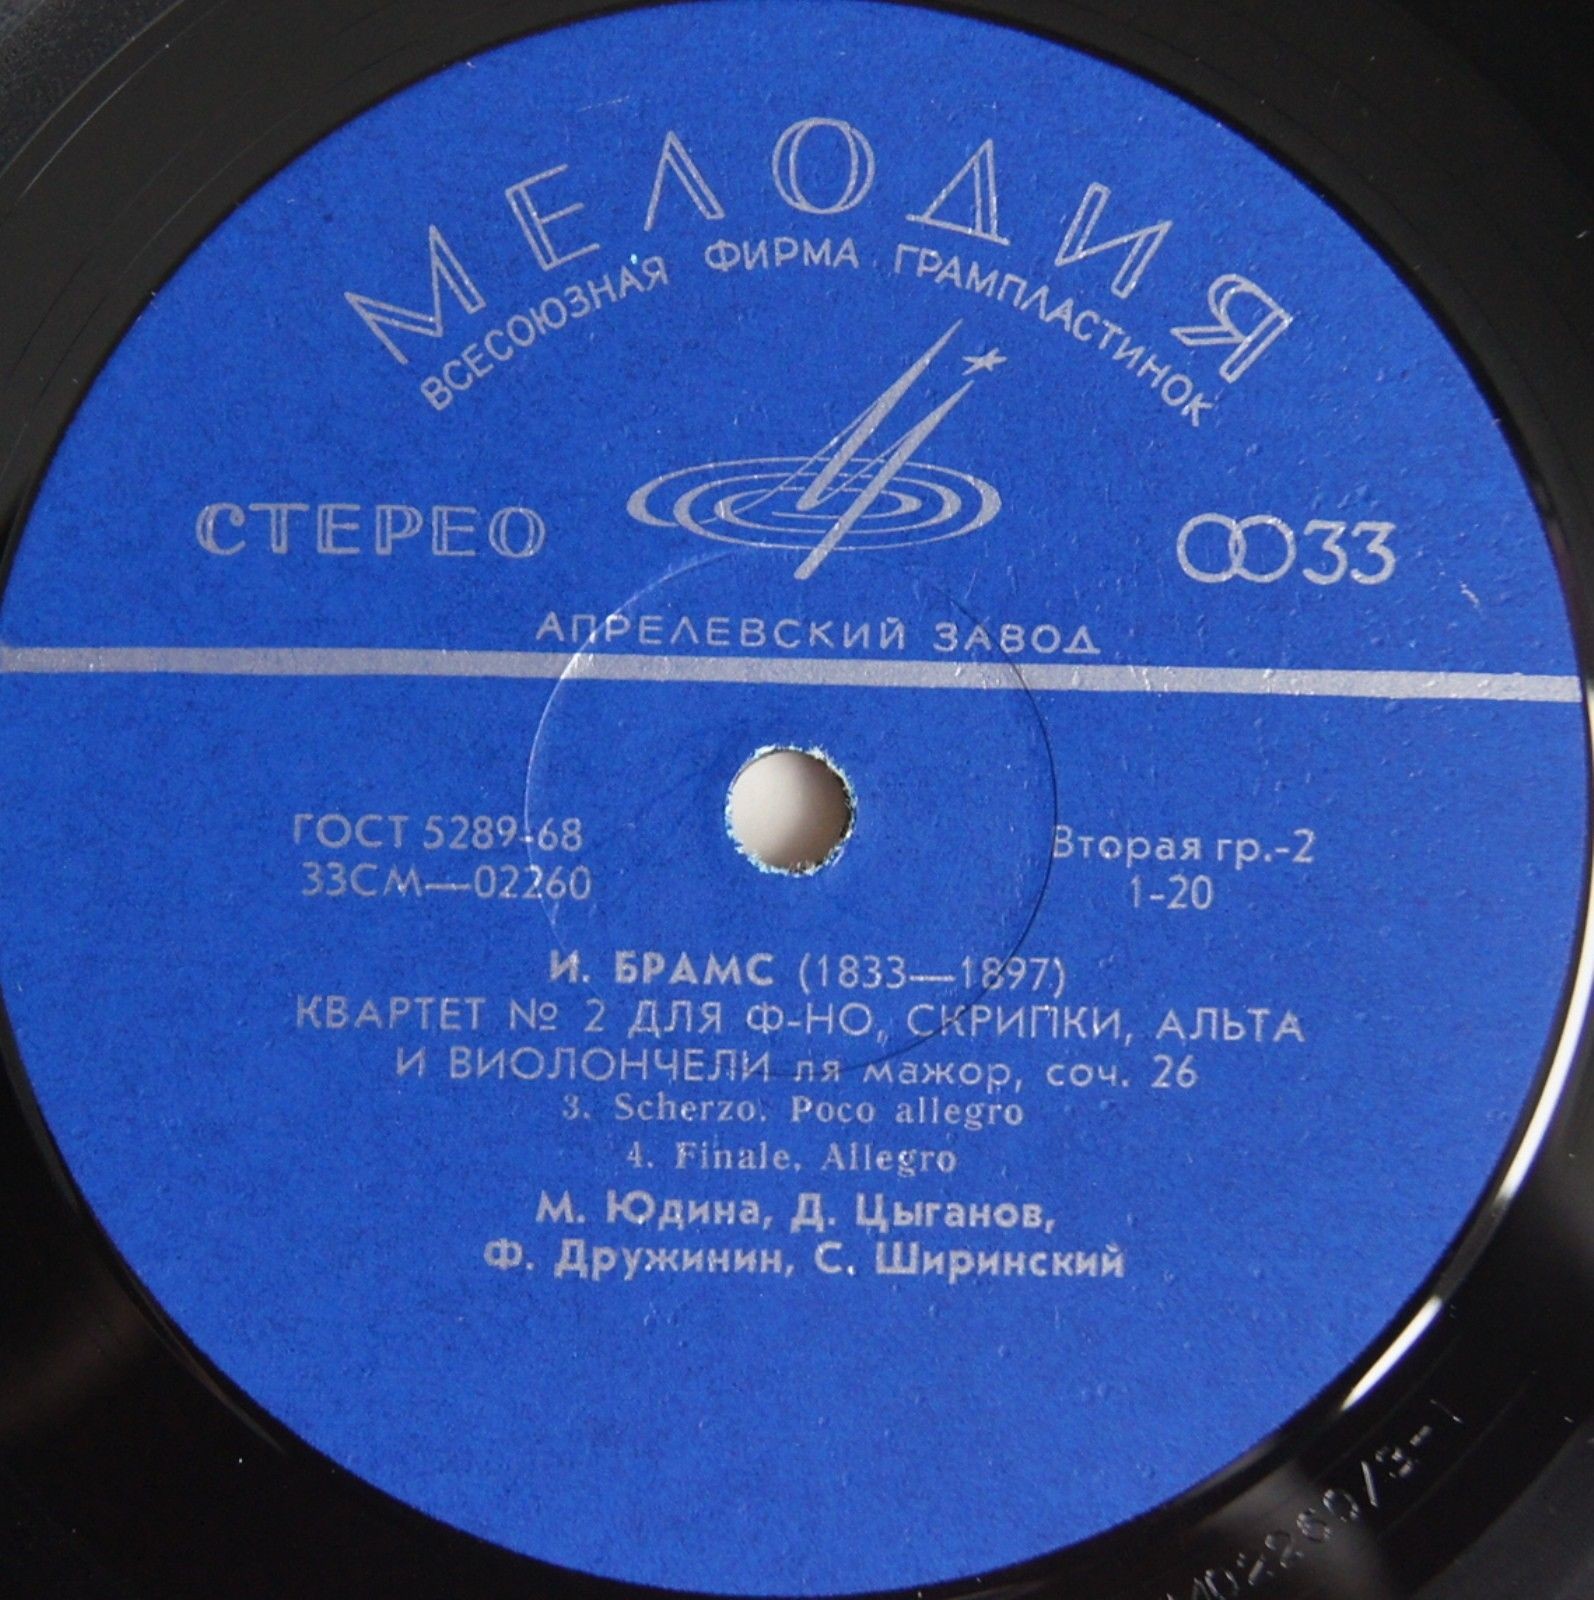 МЕЛОДИЯ
ВСЕСОЮЗНАЯ ФИРМА ГРАМПЛАСТИНОК
СТЕРЕО
33
АПРЕЛЕВСКИЙ ЗАВОД
ГОСТ 5289-68
33СМ—02260
Вторая гр.-2
1-20
И. БРАМС (1833—1897)
КВАРТЕТ № 2 ДЛЯ Ф-НО, СКРИПКИ, АЛЬТА
И ВИОЛОНЧЕЛИ ля мажор, соч. 26
3. Scherzo. Poco allegro
4. Finale. Allegro
М. Юдина, Д. Цыганов,
Ф. Дружинин, С. Ширинский